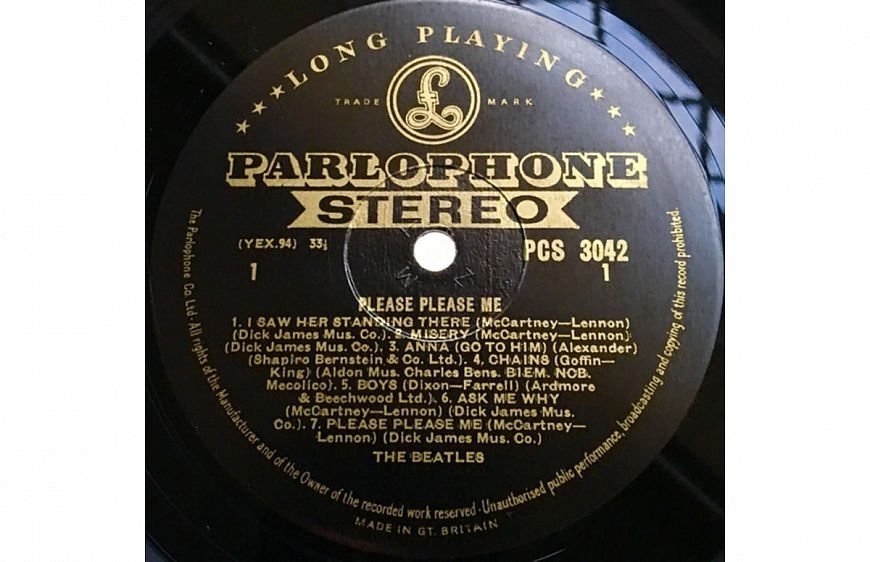 ★★★LONG PLAYING★★★
TRADE £ MARK
PARLOPHONE
STEREO
(YEX.94) 33⅓
PCS 3042
1
1
PLEASE PLEASE ME
1. I SAW HER STANDING THERE (McCartney—Lennon)
(Dick James Mus. Co.). 2. MISERY (McCartney—Lennon)
(Dick James Mus. Co.). 3. ANNA (GO TO HIM) (Alexander)
(Shapiro Bernstein & Co. Ltd.). 4. CHAINS (Goffin—
King) (Aldon Mus. Charles Bens. B.I.E.M. NCB.
Mecolico). 5. BOYS (Dixon—Farrell) (Ardmore
& Beechwood Ltd.). 6. ASK ME WHY
(McCartney—Lennon) (Dick James Mus.
Co.). 7. PLEASE PLEASE ME (McCartney—
Lennon) (Dick James Mus. Co.)
THE BEATLES
The Parlophone Co Ltd·All rights of the Manufacturer and of the Owner of the recorded work reserved·Unauthorised public performance, broadcasting and copying of this record prohibited.
MADE IN GT. BRITAIN